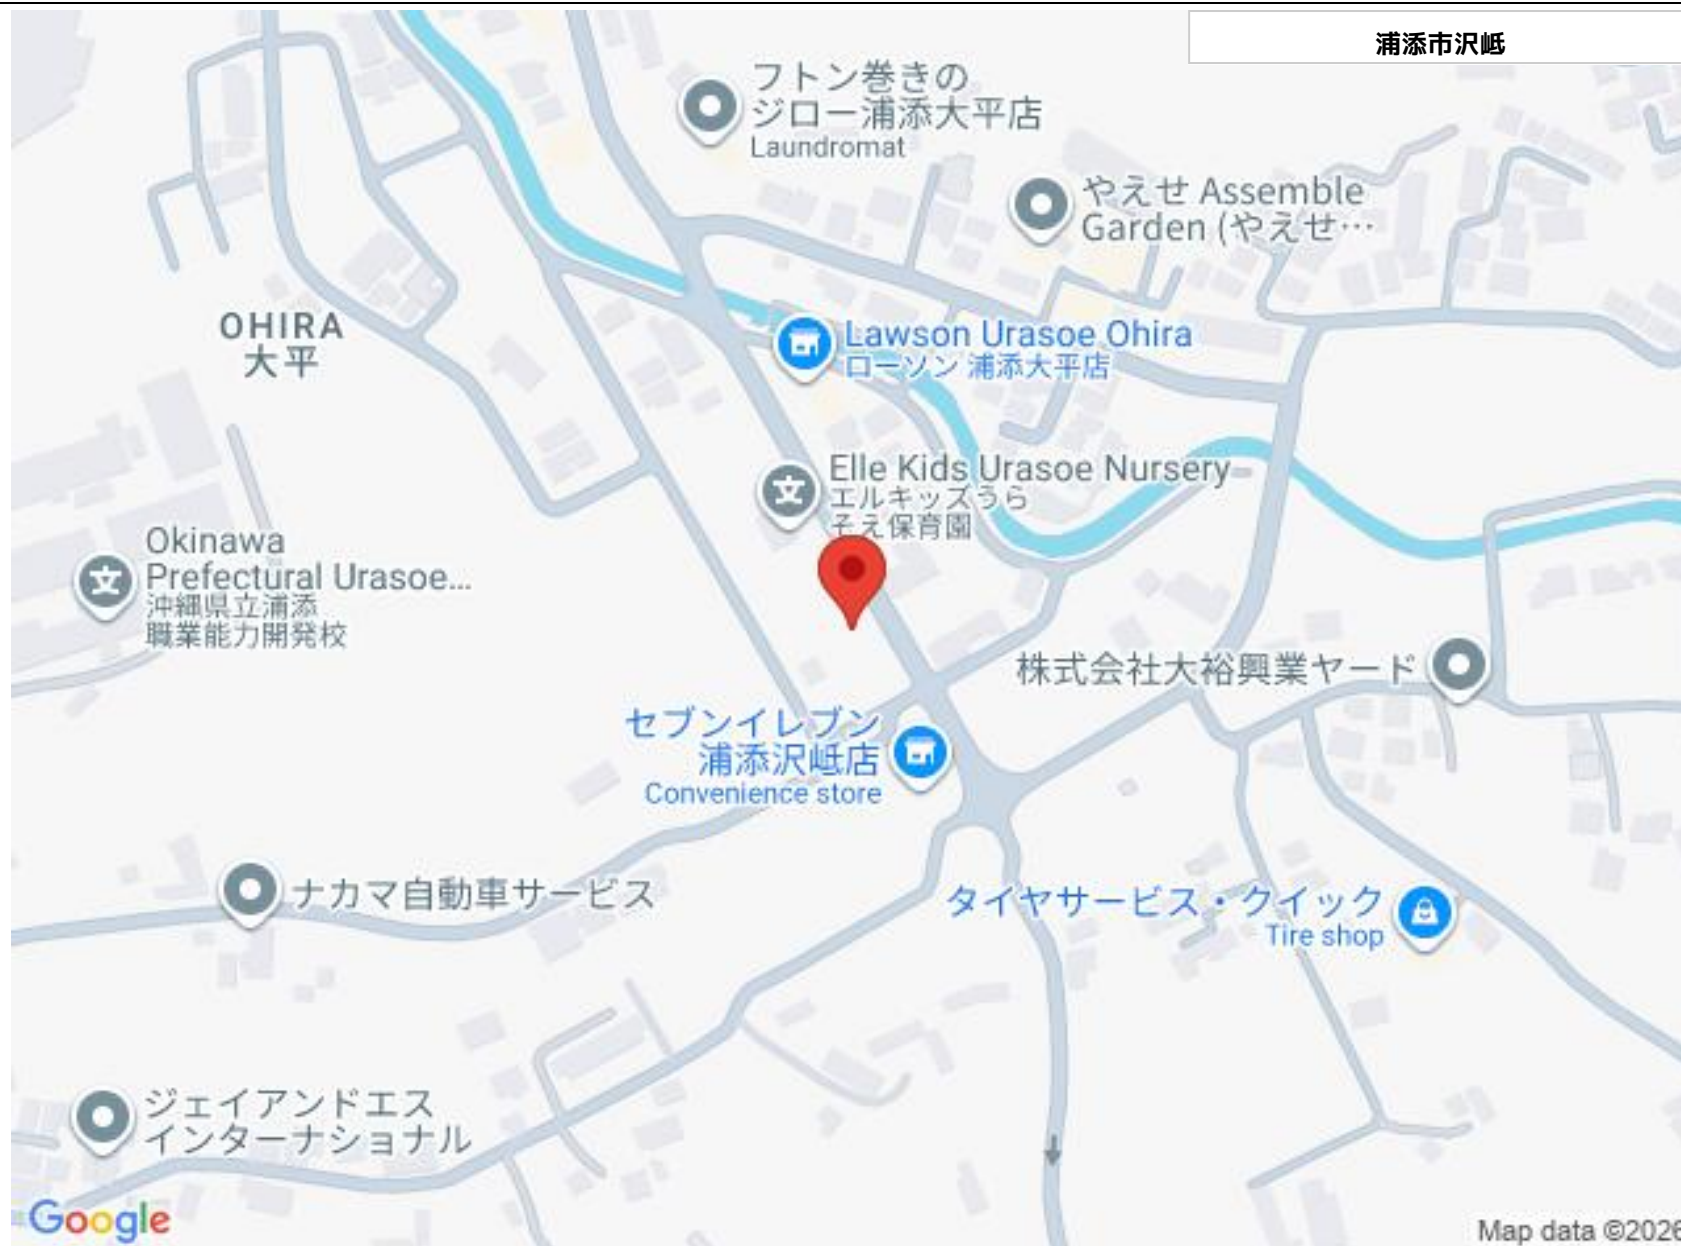 浦添市沢岻
フトン巻きの
ジロー浦添大平店
Laundromat
やえせ Assemble
Garden (やえせ…
OHIRA
大平
Lawson Urasoe Ohira
ローソン 浦添大平店
Elle Kids Urasoe Nursery
エルキッズうら
そえ保育園
Okinawa
Prefectural Urasoe...
沖縄県立浦添
職業能力開発校
株式会社大裕興業ヤード
セブンイレブン
浦添沢岻店
Convenience store
ナカマ自動車サービス
タイヤサービス・クイック
Tire shop
ジェイアンドエス
インターナショナル
Google
Map data ©2026